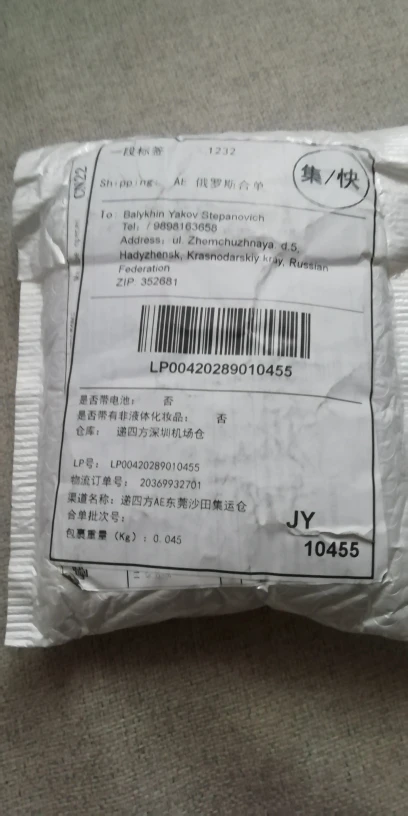 一段标签 1232
集/快
CN22
Shipping: AE 俄罗斯合单
To: Balykhin Yakov Stepanovich
Tel: / 9898163658
Address: ul. Zhemchuzhnaya d.5,
Hadyzhensk, Krasnodarskiy kray, Russian
Federation
ZIP: 352681
LP00420289010455
是否带电池: 否
是否带有非液体化妆品: 否
仓库: 递四方深圳机场仓
LP号: LP00420289010455
物流订单号: 20369932701
渠道名称: 递四方AE东莞沙田集运仓
合单批次号:
包裹重量 (Kg): 0.045
JY
10455